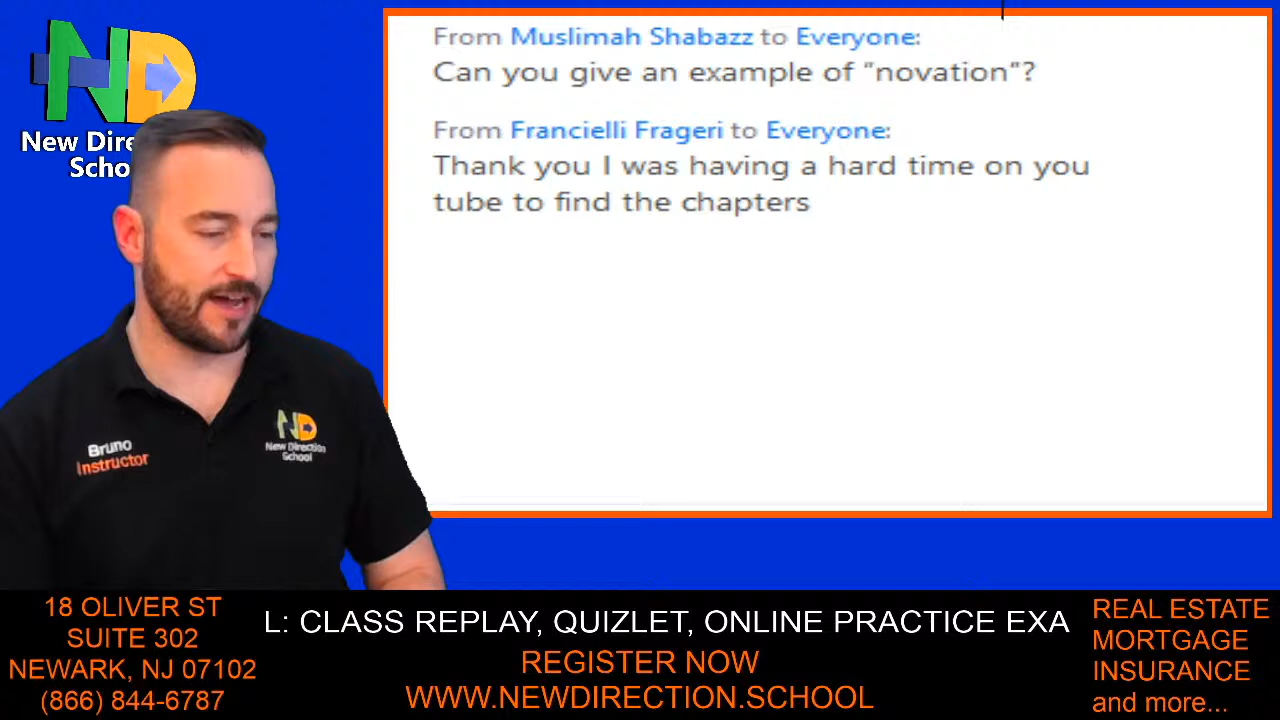 ND
New Dire
Schoo
From Muslimah Shabazz to Everyone:
Can you give an example of "novation"?
From Francielli Frageri to Everyone:
Thank you I was having a hard time on you
tube to find the chapters
Bruno
Instructor
ND
New Direction
School
18 OLIVER ST
SUITE 302
NEWARK, NJ 07102
(866) 844-6787
L: CLASS REPLAY, QUIZLET, ONLINE PRACTICE EXA
REGISTER NOW
WWW.NEWDIRECTION.SCHOOL
REAL ESTATE
MORTGAGE
INSURANCE
and more...